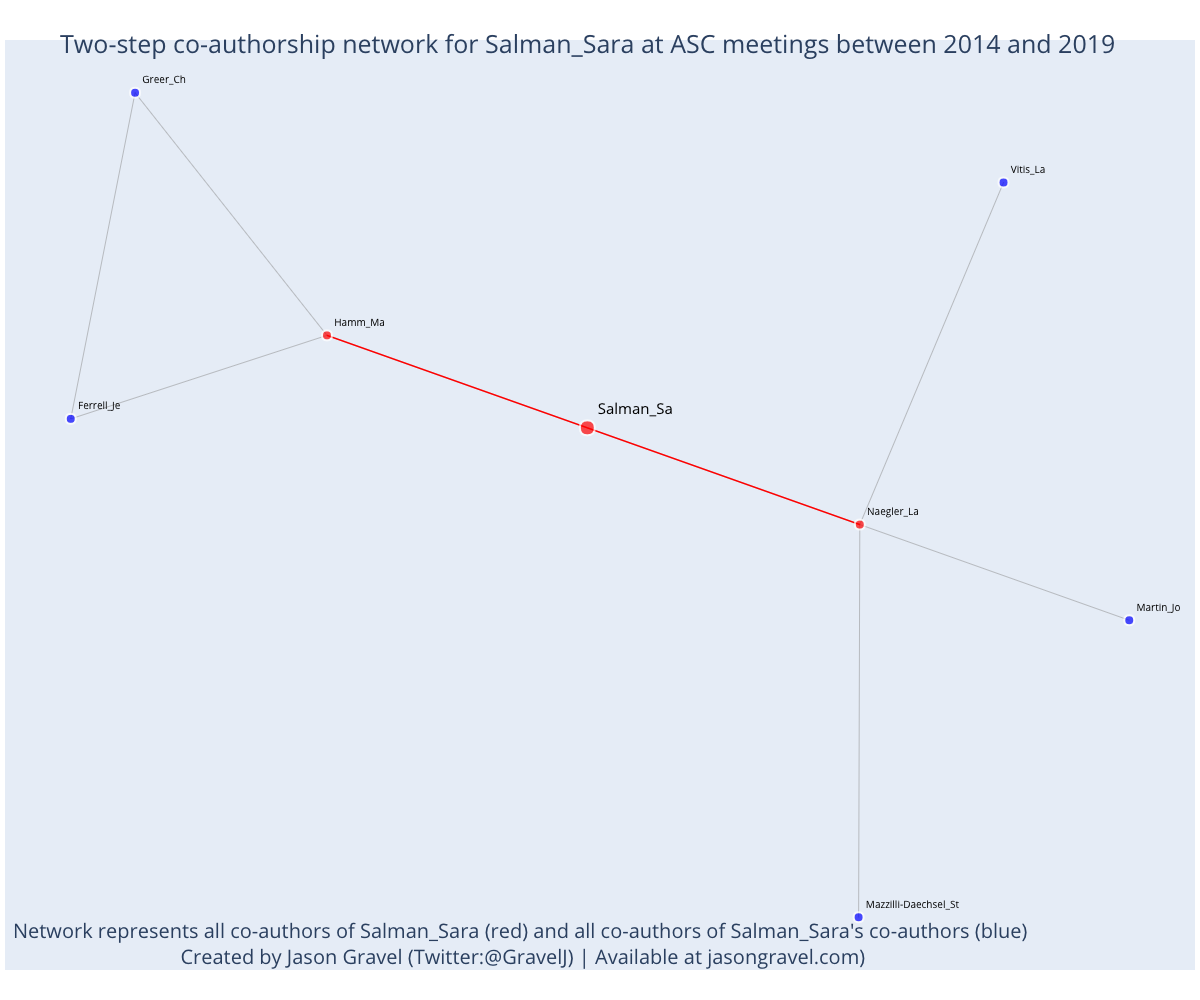 Two-step co-authorship network for Salman_Sara at ASC meetings between 2014 and 2019
Greer_Ch
Vitis_La
Hamm_Ma
Ferrell_Je
Salman_Sa
Naegler_La
Martin_Jo
Mazzilli-Daechsel_St
Network represents all co-authors of Salman_Sara (red) and all co-authors of Salman_Sara's co-authors (blue)
Created by Jason Gravel (Twitter:@GravelJ) | Available at jasongravel.com)